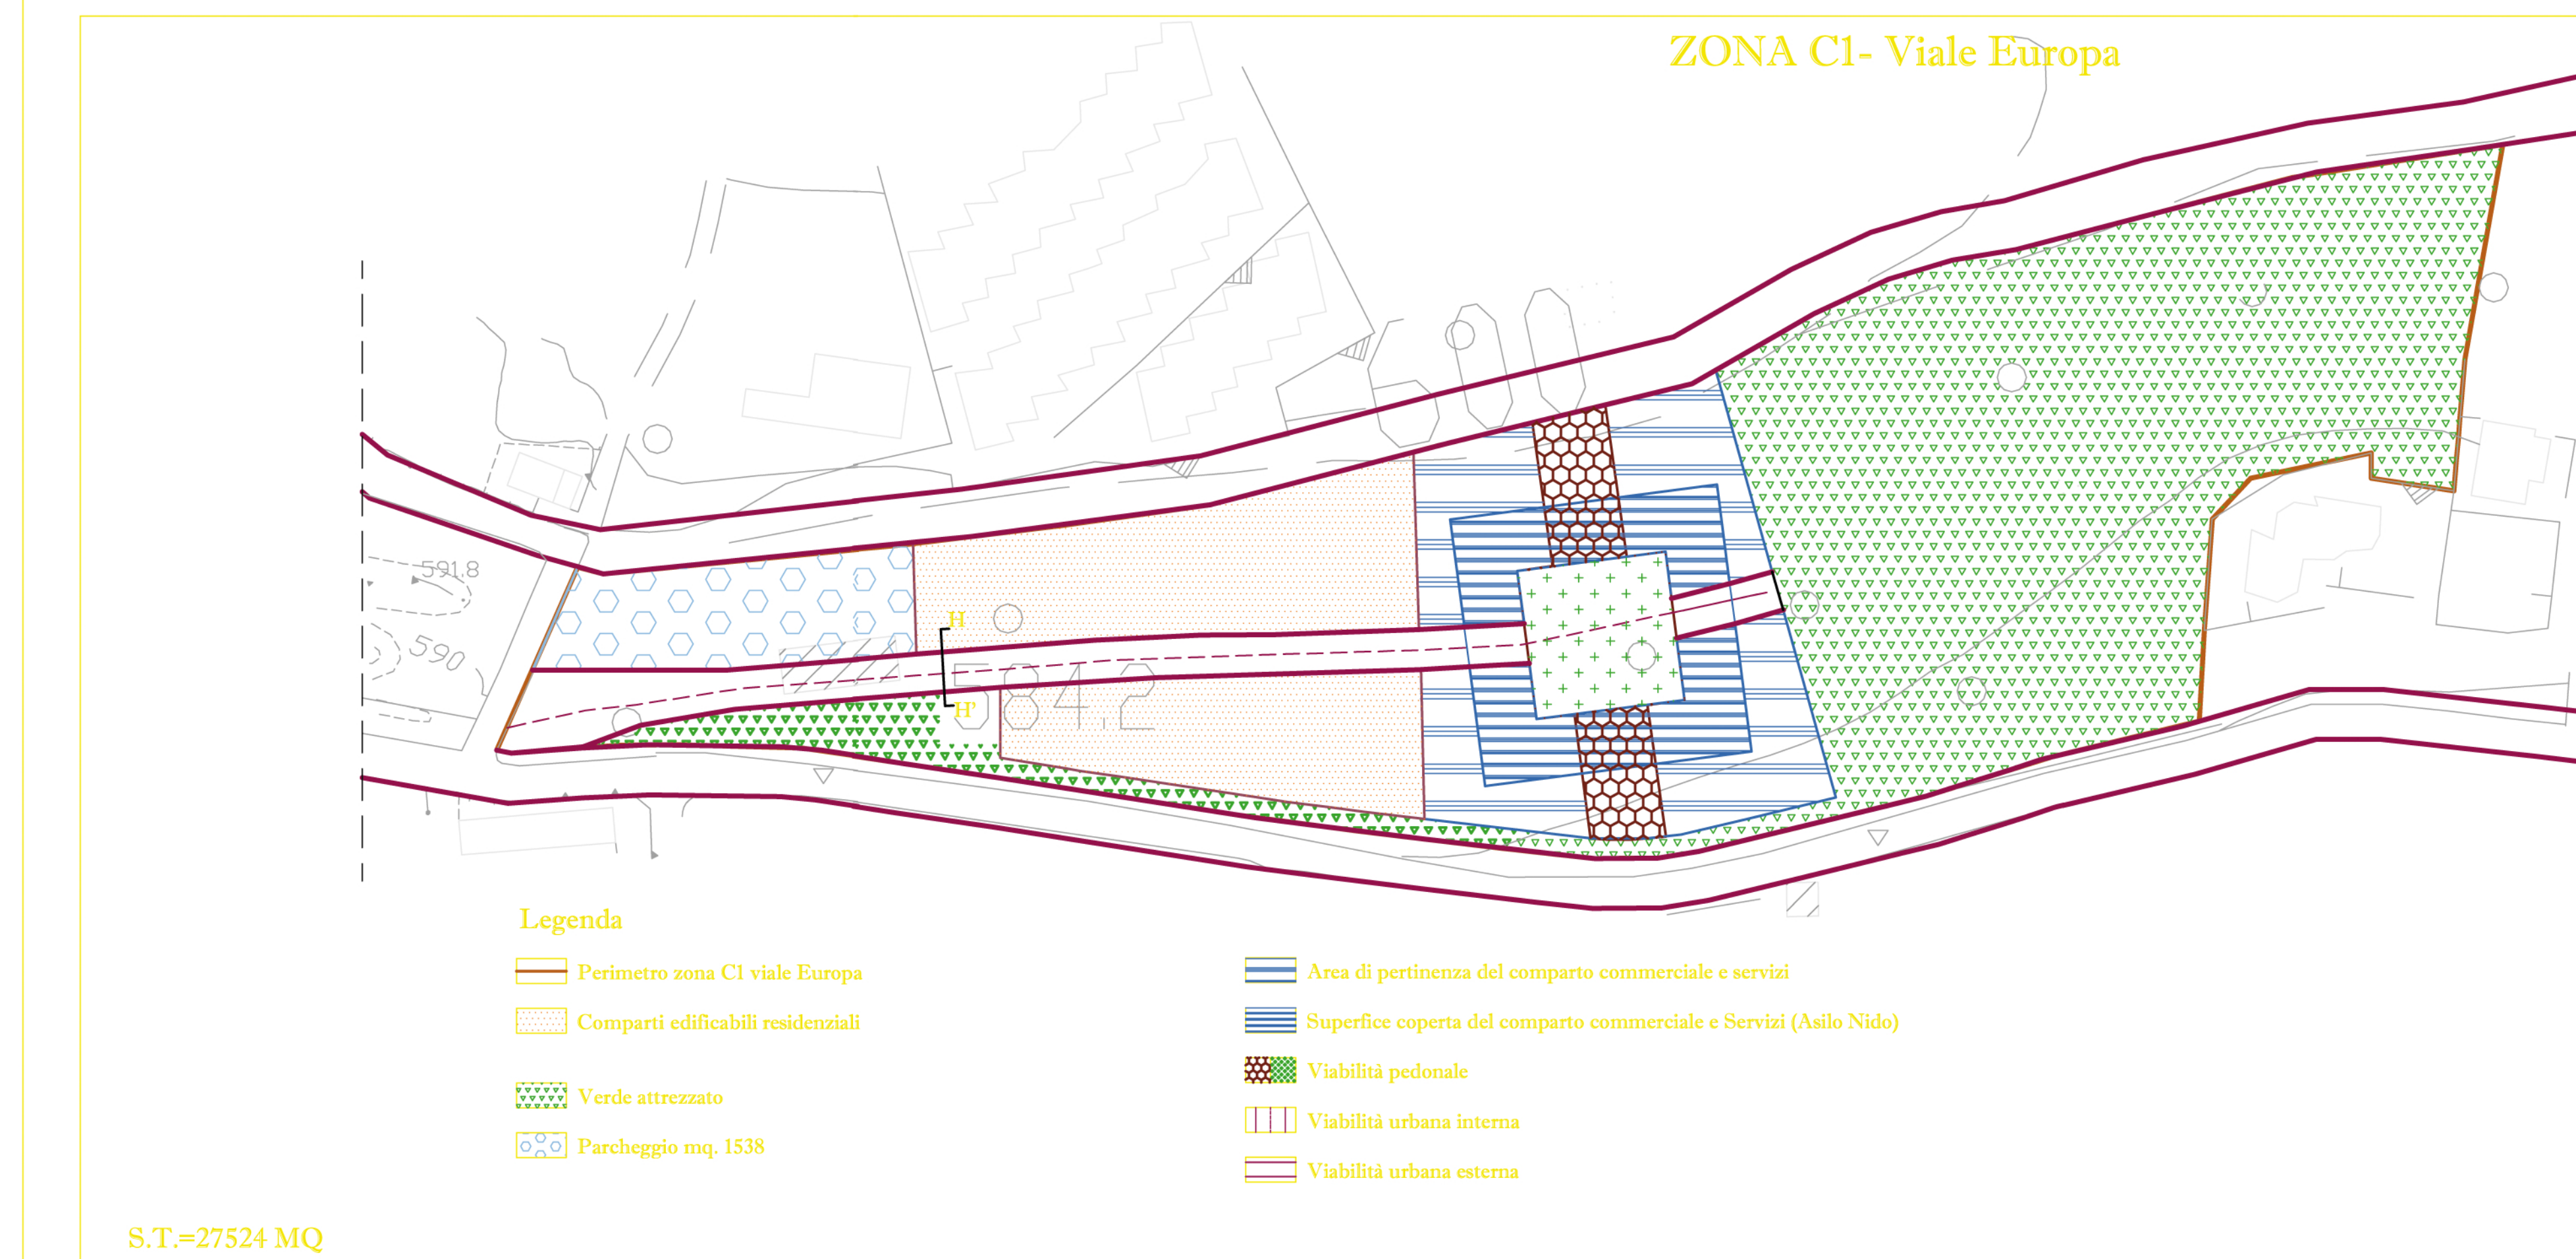 ZONA C1- Viale Europa
591.8
590
H
H'
584.2
Legenda
Perimetro zona C1 viale Europa
Comparti edificabili residenziali
Verde attrezzato
Parcheggio mq. 1538
Area di pertinenza del comparto commerciale e servizi
Superfice coperta del comparto commerciale e Servizi (Asilo Nido)
Viabilità pedonale
Viabilità urbana interna
Viabilità urbana esterna
S.T.=27524 MQ